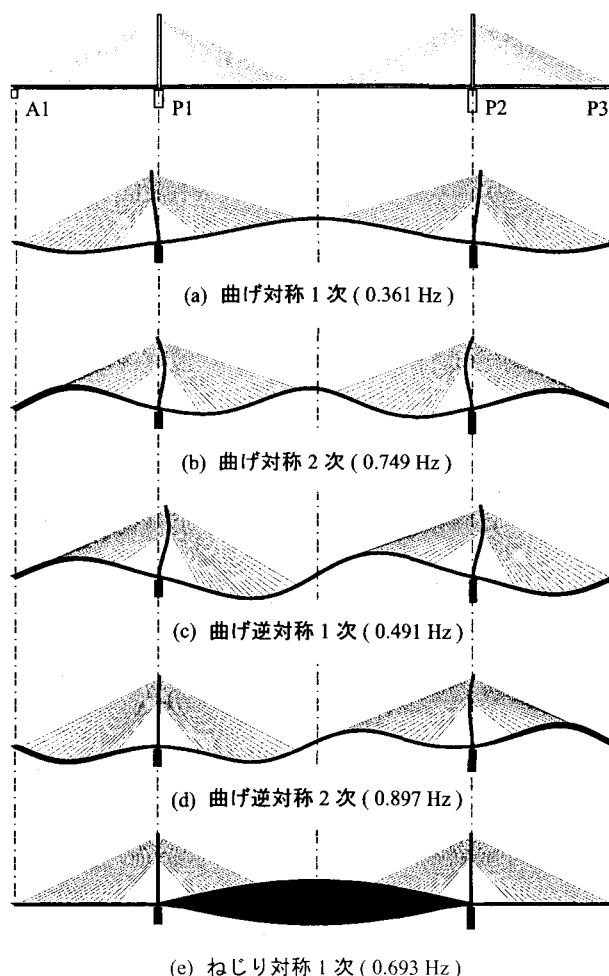 A1 P1 P2 P3
(a) 曲げ対称 1 次 ( 0.361 Hz )
(b) 曲げ対称 2 次 ( 0.749 Hz )
(c) 曲げ逆対称 1 次 ( 0.491 Hz )
(d) 曲げ逆対称 2 次 ( 0.897 Hz )
(e) ねじり対称 1 次 ( 0.693 Hz )